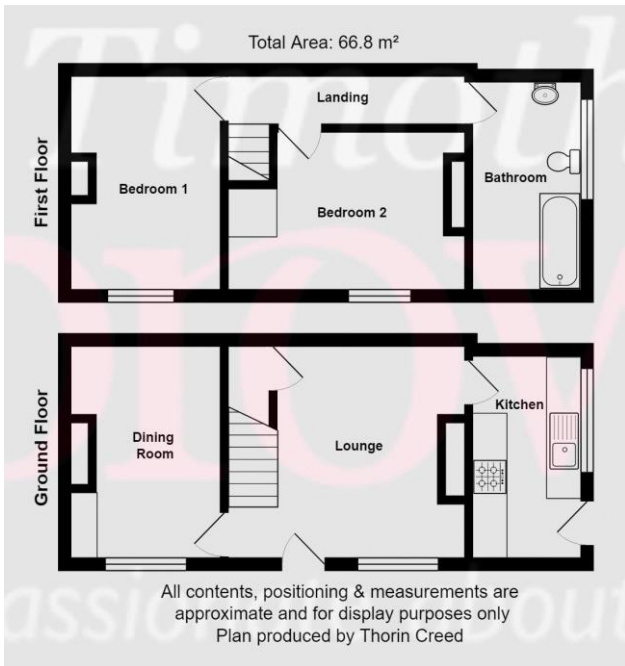 Total Area: 66.8 m²
First Floor
Landing
Bedroom 1
Bedroom 2
Bathroom
Ground Floor
Dining
Room
Lounge
Kitchen
All contents, positioning & measurements are
approximate and for display purposes only
Plan produced by Thorin Creed